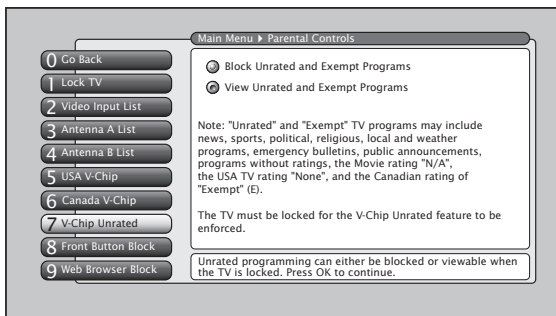 Main Menu ▶ Parental Controls
0 Go Back
1 Lock TV
2 Video Input List
3 Antenna A List
4 Antenna B List
5 USA V-Chip
6 Canada V-Chip
7 V-Chip Unrated
8 Front Button Block
9 Web Browser Block
Block Unrated and Exempt Programs
View Unrated and Exempt Programs
Note: "Unrated" and "Exempt" TV programs may include
news, sports, political, religious, local and weather
programs, emergency bulletins, public announcements,
programs without ratings, the Movie rating "N/A",
the USA TV rating "None", and the Canadian rating of
"Exempt" (E).
The TV must be locked for the V-Chip Unrated feature to be
enforced.
Unrated programming can either be blocked or viewable when
the TV is locked. Press OK to continue.